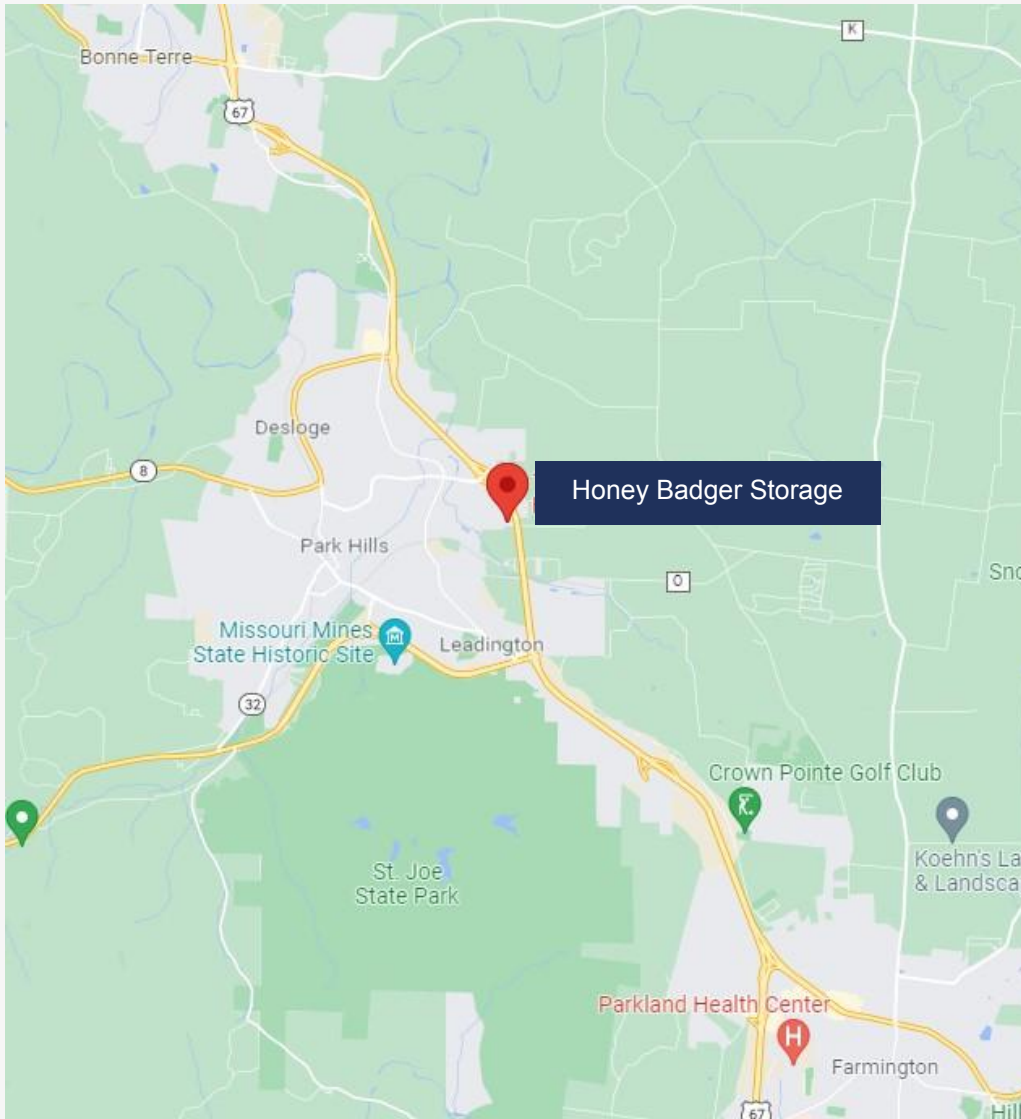 K
Bonne Terre
67
Desloge
8
Honey Badger Storage
Park Hills
O
Sno
Missouri Mines
State Historic Site
Leadington
32
Crown Pointe Golf Club
Koehn's La
& Landsca
St. Joe
State Park
Parkland Health Center
H
Farmington
67
Hill